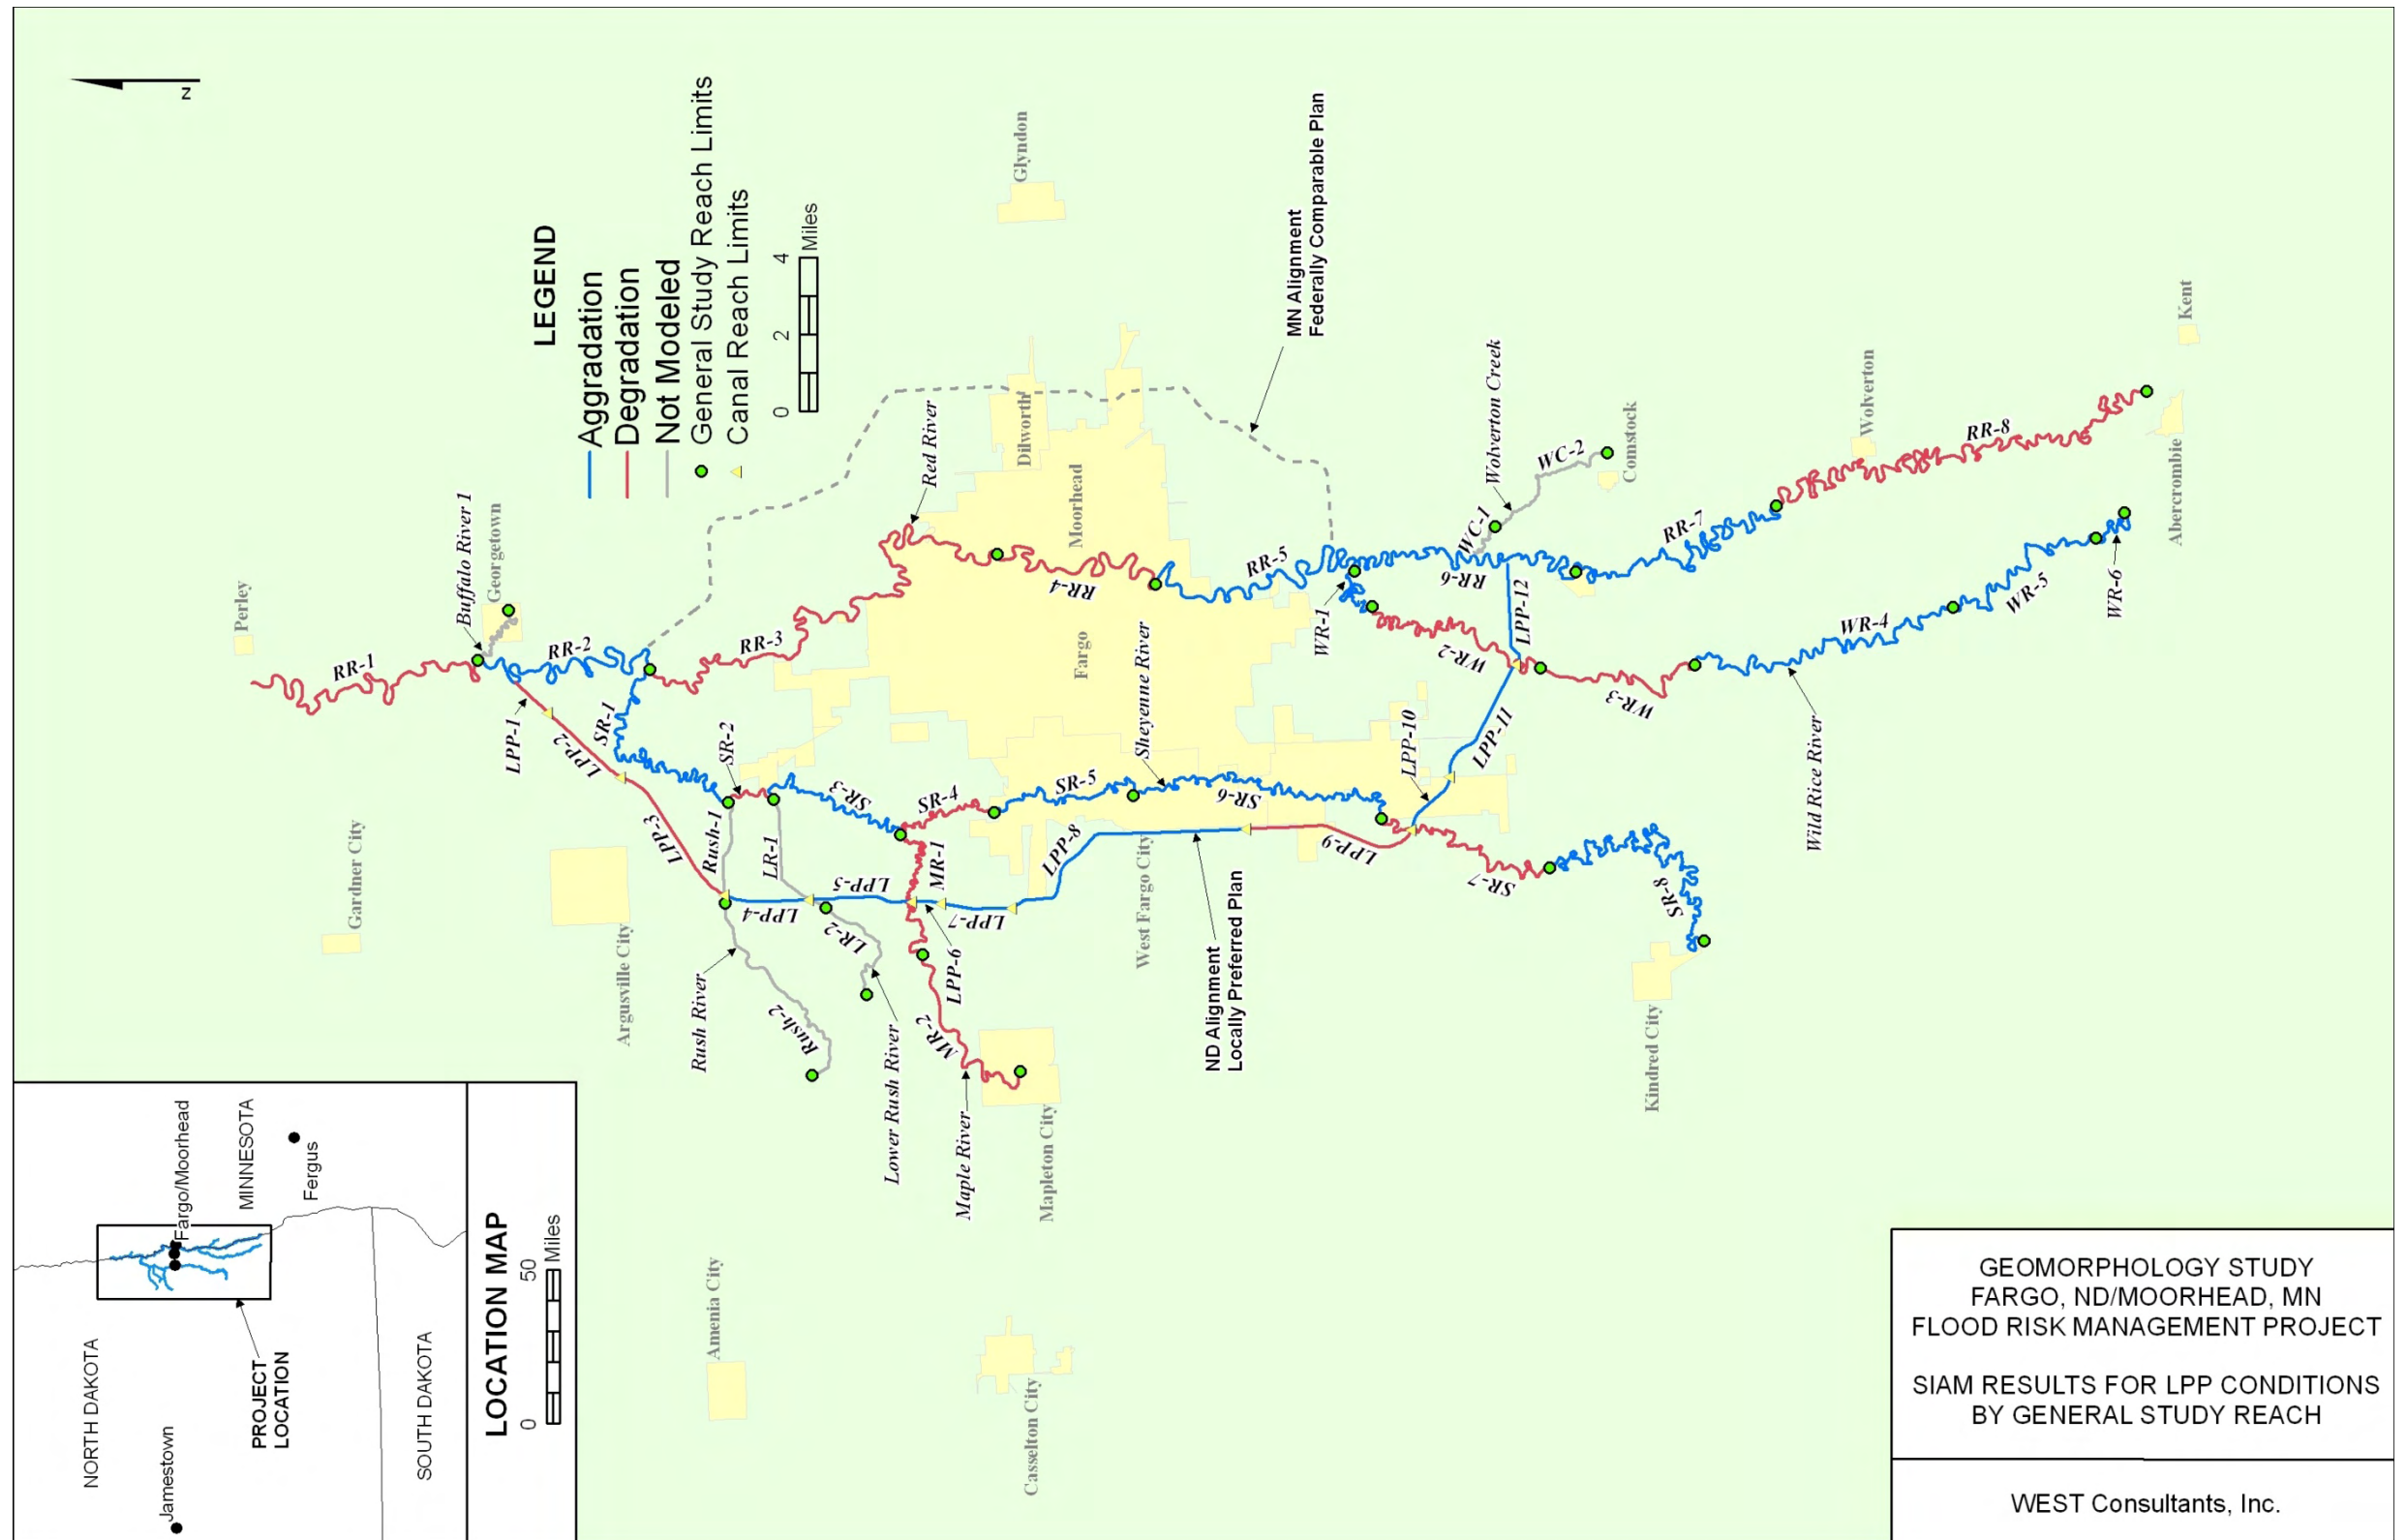 N
LEGEND
Aggradation
Degradation
Not Modeled
General Study Reach Limits
Canal Reach Limits
0 2 4
Miles
Perley
Georgetown
Buffalo River 1
Gardner City
Argusville City
Amenia City
Casselton City
Mapleton City
Kindred City
West Fargo City
Fargo
Moorhead
Dilworth
Glyndon
Comstock
Wolverton
Kent
Abercrombie
Red River
Sheyenne River
Wild Rice River
Wolverton Creek
Rush River
Lower Rush River
Maple River
MN Alignment
Federally Comparable Plan
ND Alignment
Locally Preferred Plan
RR-1
RR-2
RR-3
RR-4
RR-5
RR-6
RR-7
RR-8
SR-1
SR-2
SR-3
SR-4
SR-5
SR-6
SR-7
SR-8
WR-1
WR-2
WR-3
WR-4
WR-5
WR-6
WC-1
WC-2
LPP-1
LPP-2
LPP-3
LPP-4
LPP-5
LPP-6
LPP-7
LPP-8
LPP-9
LPP-10
LPP-11
LPP-12
Rush-1
Rush-2
LR-1
LR-2
MR-1
MR-2
NORTH DAKOTA
SOUTH DAKOTA
MINNESOTA
Jamestown
Fargo/Moorhead
Fergus
PROJECT
LOCATION
LOCATION MAP
0 50
Miles
GEOMORPHOLOGY STUDY
FARGO, ND/MOORHEAD, MN
FLOOD RISK MANAGEMENT PROJECT
SIAM RESULTS FOR LPP CONDITIONS
BY GENERAL STUDY REACH
WEST Consultants, Inc.